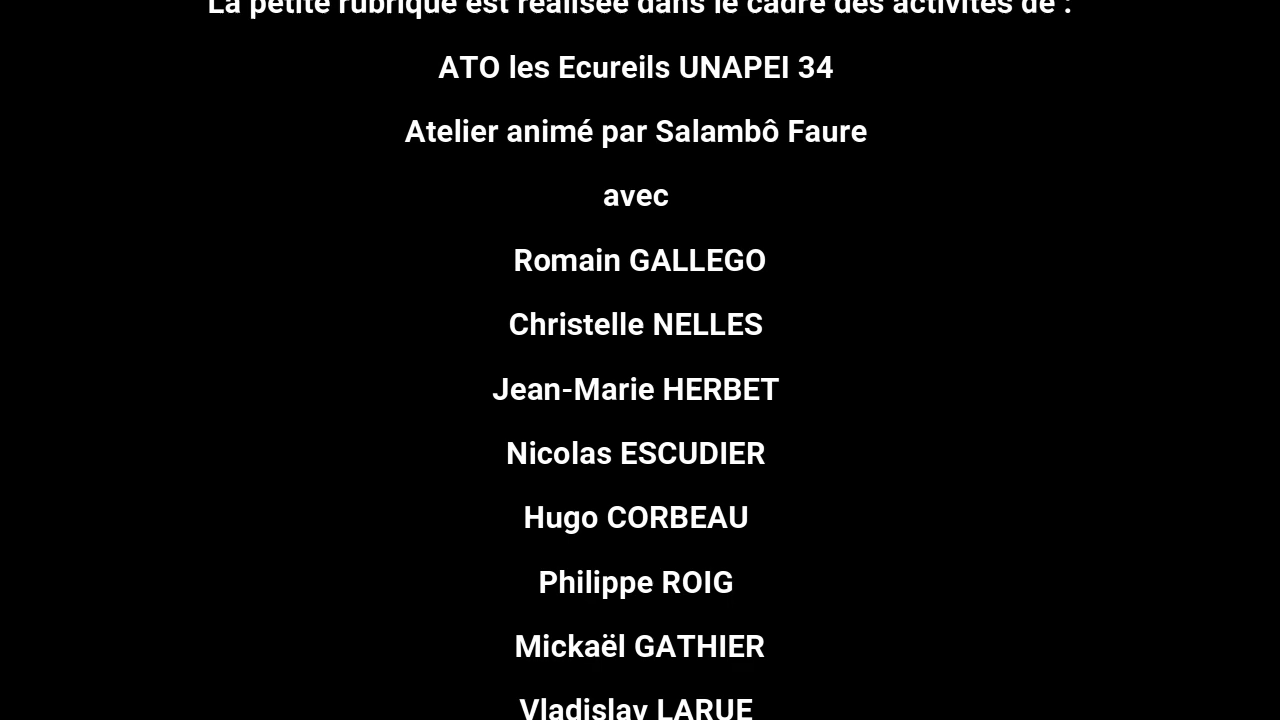 La petite rubrique est réalisée dans le cadre des activités de :
ATO les Ecureils UNAPEI 34
Atelier animé par Salambô Faure
avec
Romain GALLEGO
Christelle NELLES
Jean-Marie HERBET
Nicolas ESCUDIER
Hugo CORBEAU
Philippe ROIG
Mickaël GATHIER
Vladislav LARUE